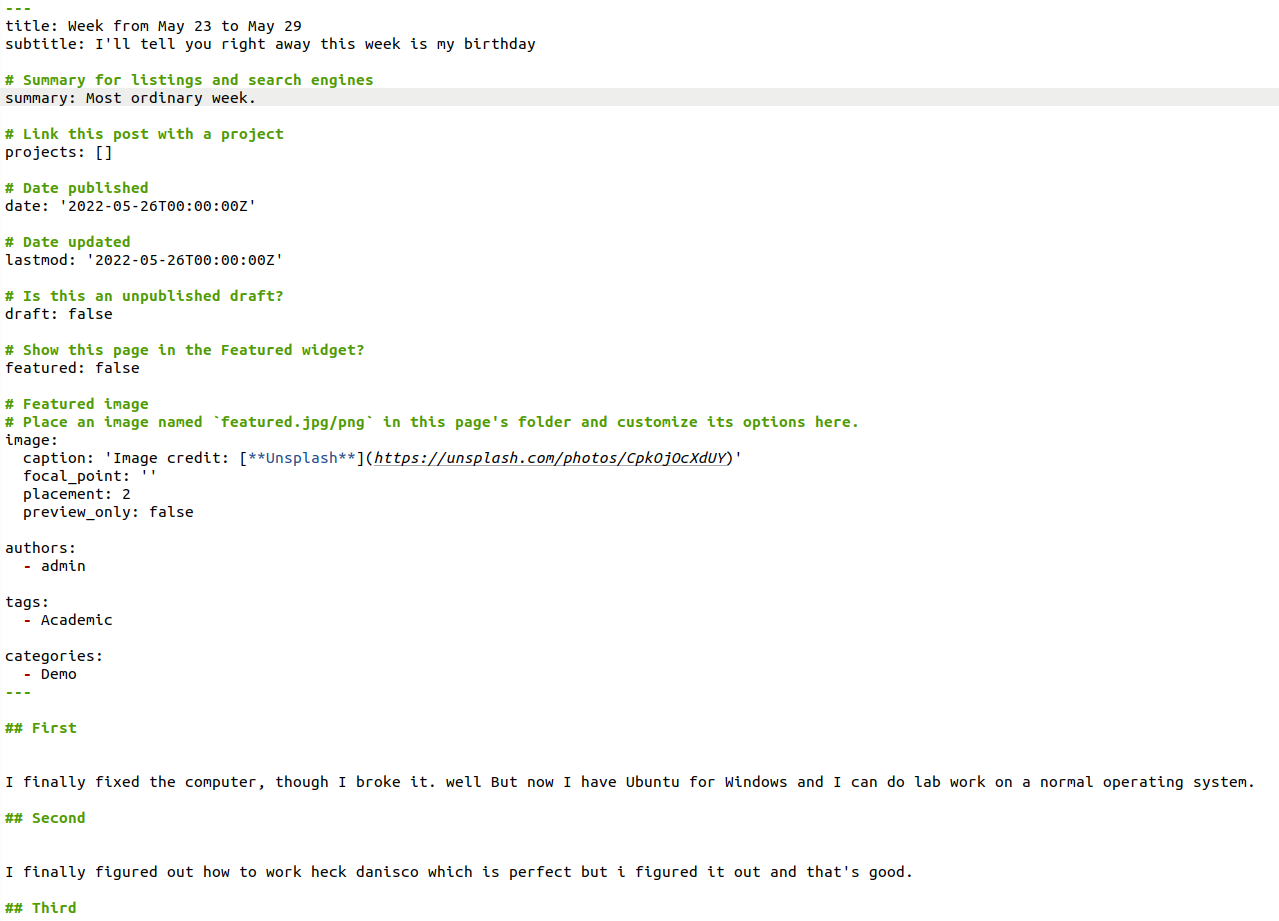 ---
title: Week from May 23 to May 29
subtitle: I'll tell you right away this week is my birthday
# Summary for listings and search engines
summary: Most ordinary week.
# Link this post with a project
projects: []
# Date published
date: '2022-05-26T00:00:00Z'
# Date updated
lastmod: '2022-05-26T00:00:00Z'
# Is this an unpublished draft?
draft: false
# Show this page in the Featured widget?
featured: false
# Featured image
# Place an image named `featured.jpg/png` in this page's folder and customize its options here.
image:
  caption: 'Image credit: [**Unsplash**](https://unsplash.com/photos/CpkOjOcXdUY)'
  focal_point: ''
  placement: 2
  preview_only: false
authors:
  - admin
tags:
  - Academic
categories:
  - Demo
---
## First
I finally fixed the computer, though I broke it. well But now I have Ubuntu for Windows and I can do lab work on a normal operating system.
## Second
I finally figured out how to work heck danisco which is perfect but i figured it out and that's good.
## Third